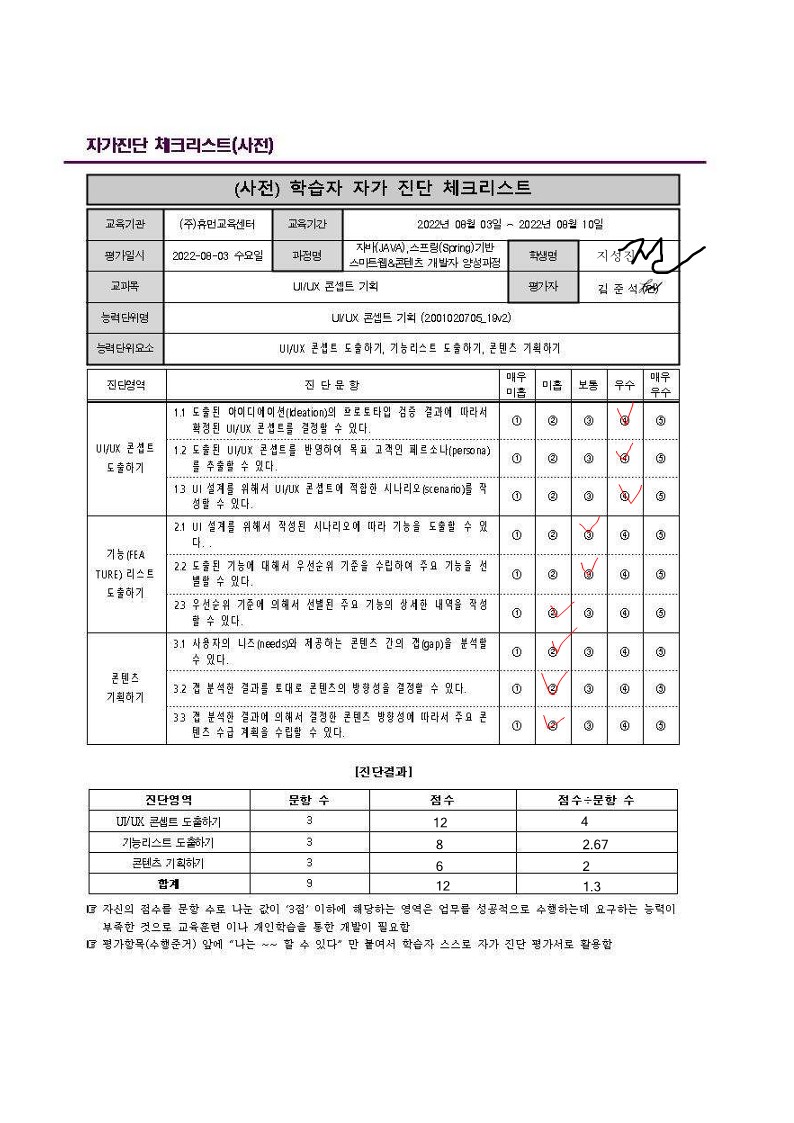 자가진단 체크리스트(사전)
(사전) 학습자 자가 진단 체크리스트
교육기관 (주)휴먼교육센터 교육기간 2022년 08월 03일 ~ 2022년 08월 10일
평가일시 2022-08-03 수요일 과정명 자바(JAVA),스프링(Spring)기반 스마트웹&콘텐츠 개발자 양성과정 학생명 지성진
교과목 UI/UX 콘셉트 기획 평가자 김준석(인)
능력단위명 UI/UX 콘셉트 기획 (2001020705_19v2)
능력단위요소 UI/UX 콘셉트 도출하기, 기능리스트 도출하기, 콘텐츠 기획하기
진단영역 진 단 문 항 매우 미흡 미흡 보통 우수 매우 우수
UI/UX 콘셉트 도출하기
1.1 도출된 아이디에이션(Ideation)의 프로토타입 검증 결과에 따라서
확정된 UI/UX 콘셉트를 결정할 수 있다. ① ② ③ ④ ⑤
1.2 도출된 UI/UX 콘셉트를 반영하여 목표 고객인 페르소나(persona)
를 추출할 수 있다. ① ② ③ ④ ⑤
1.3 UI 설계를 위해서 UI/UX 콘셉트에 적합한 시나리오(scenario)를 작
성할 수 있다. ① ② ③ ④ ⑤
기능(FEA
TURE) 리스트
도출하기
2.1 UI 설계를 위해서 작성된 시나리오에 따라 기능을 도출할 수 있
다. . ① ② ③ ④ ⑤
2.2 도출된 기능에 대해서 우선순위 기준을 수립하여 주요 기능을 선
별할 수 있다. ① ② ③ ④ ⑤
2.3 우선순위 기준에 의해서 선별된 주요 기능의 상세한 내역을 작성
할 수 있다. ① ② ③ ④ ⑤
콘텐츠
기획하기
3.1 사용자의 니즈(needs)와 제공하는 콘텐츠 간의 갭(gap)을 분석할
수 있다. ① ② ③ ④ ⑤
3.2 갭 분석한 결과를 토대로 콘텐츠의 방향성을 결정할 수 있다. ① ② ③ ④ ⑤
3.3 갭 분석한 결과에 의해서 결정한 콘텐츠 방향성에 따라서 주요 콘
텐츠 수급 계획을 수립할 수 있다. ① ② ③ ④ ⑤
[진단결과]
진단영역 문항 수 점수 점수÷문항 수
UI/UX 콘셉트 도출하기 3 12 4
기능리스트 도출하기 3 8 2.67
콘텐츠 기획하기 3 6 2
합계 9 12 1.3
☞ 자신의 점수를 문항 수로 나눈 값이 '3점' 이하에 해당하는 영역은 업무를 성공적으로 수행하는데 요구하는 능력이
부족한 것으로 교육훈련 이나 개인학습을 통한 개발이 필요함
☞ 평가항목(수행준거) 앞에 "나는 ~~ 할 수 있다" 만 붙여서 학습자 스스로 자가 진단 평가서로 활용함